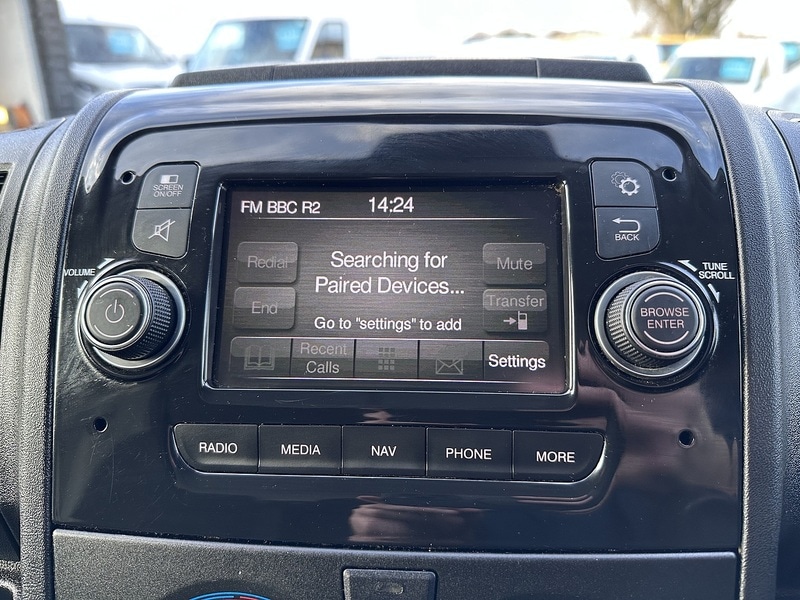 SCREEN
ON/OFF
BACK
VOLUME
TUNE
SCROLL
BROWSE
ENTER
FM BBC R2 14:24
Redial
Searching for
Paired Devices...
Mute
End
Transfer
Go to "settings" to add
Recent
Calls
Settings
RADIO MEDIA NAV PHONE MORE